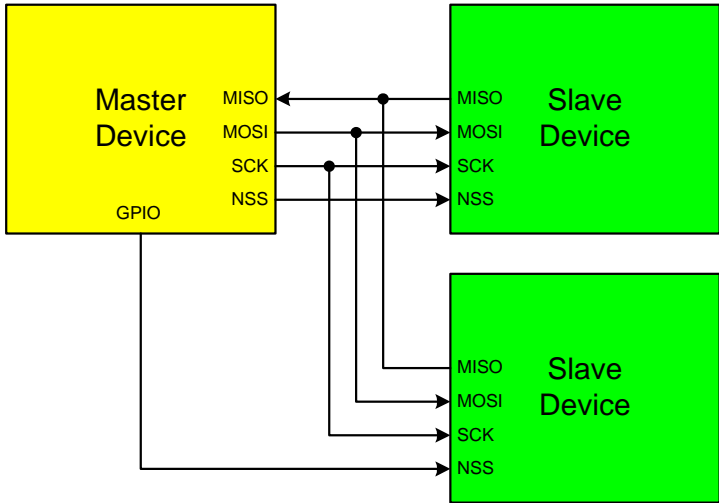 Master
Device
MISO
MOSI
SCK
NSS
GPIO
MISO
MOSI
SCK
NSS
Slave
Device
MISO
MOSI
SCK
NSS
Slave
Device